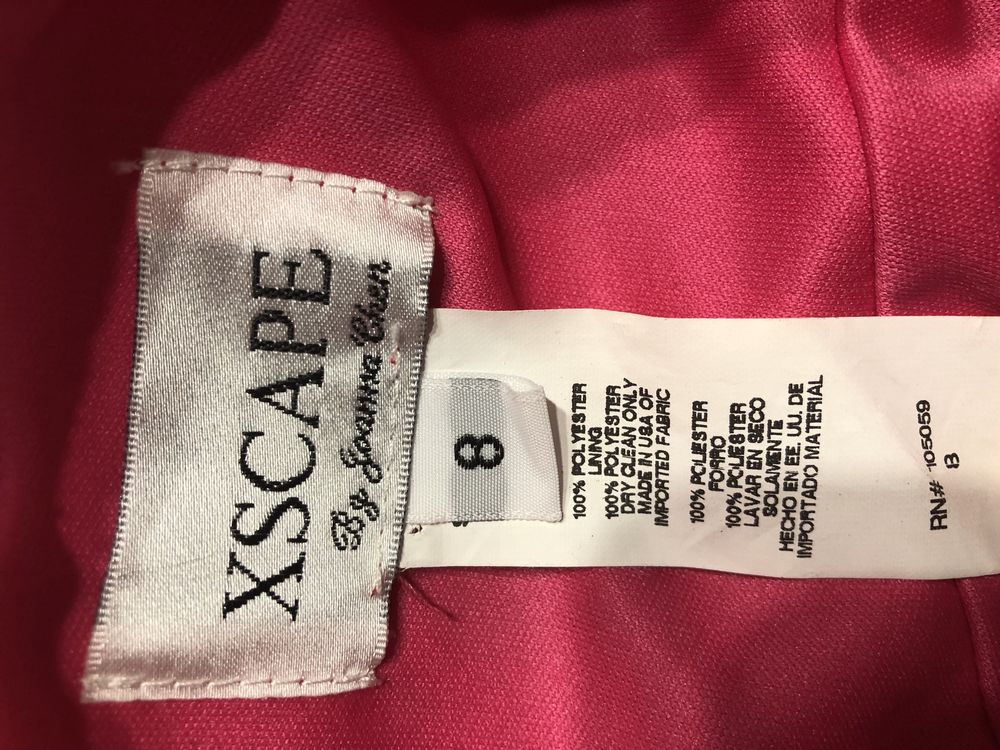 XSCAPE
By Joanna Chen
8
100% POLYESTER
LINING
100% POLYESTER
DRY CLEAN ONLY
MADE IN USA OF
IMPORTED FABRIC
100% POLIESTER
FORRO
100% POLIESTER
LAVAR EN SECO
SOLAMENTE
HECHO EN EE. UU. DE
IMPORTADO MATERIAL
RN# 105059
8